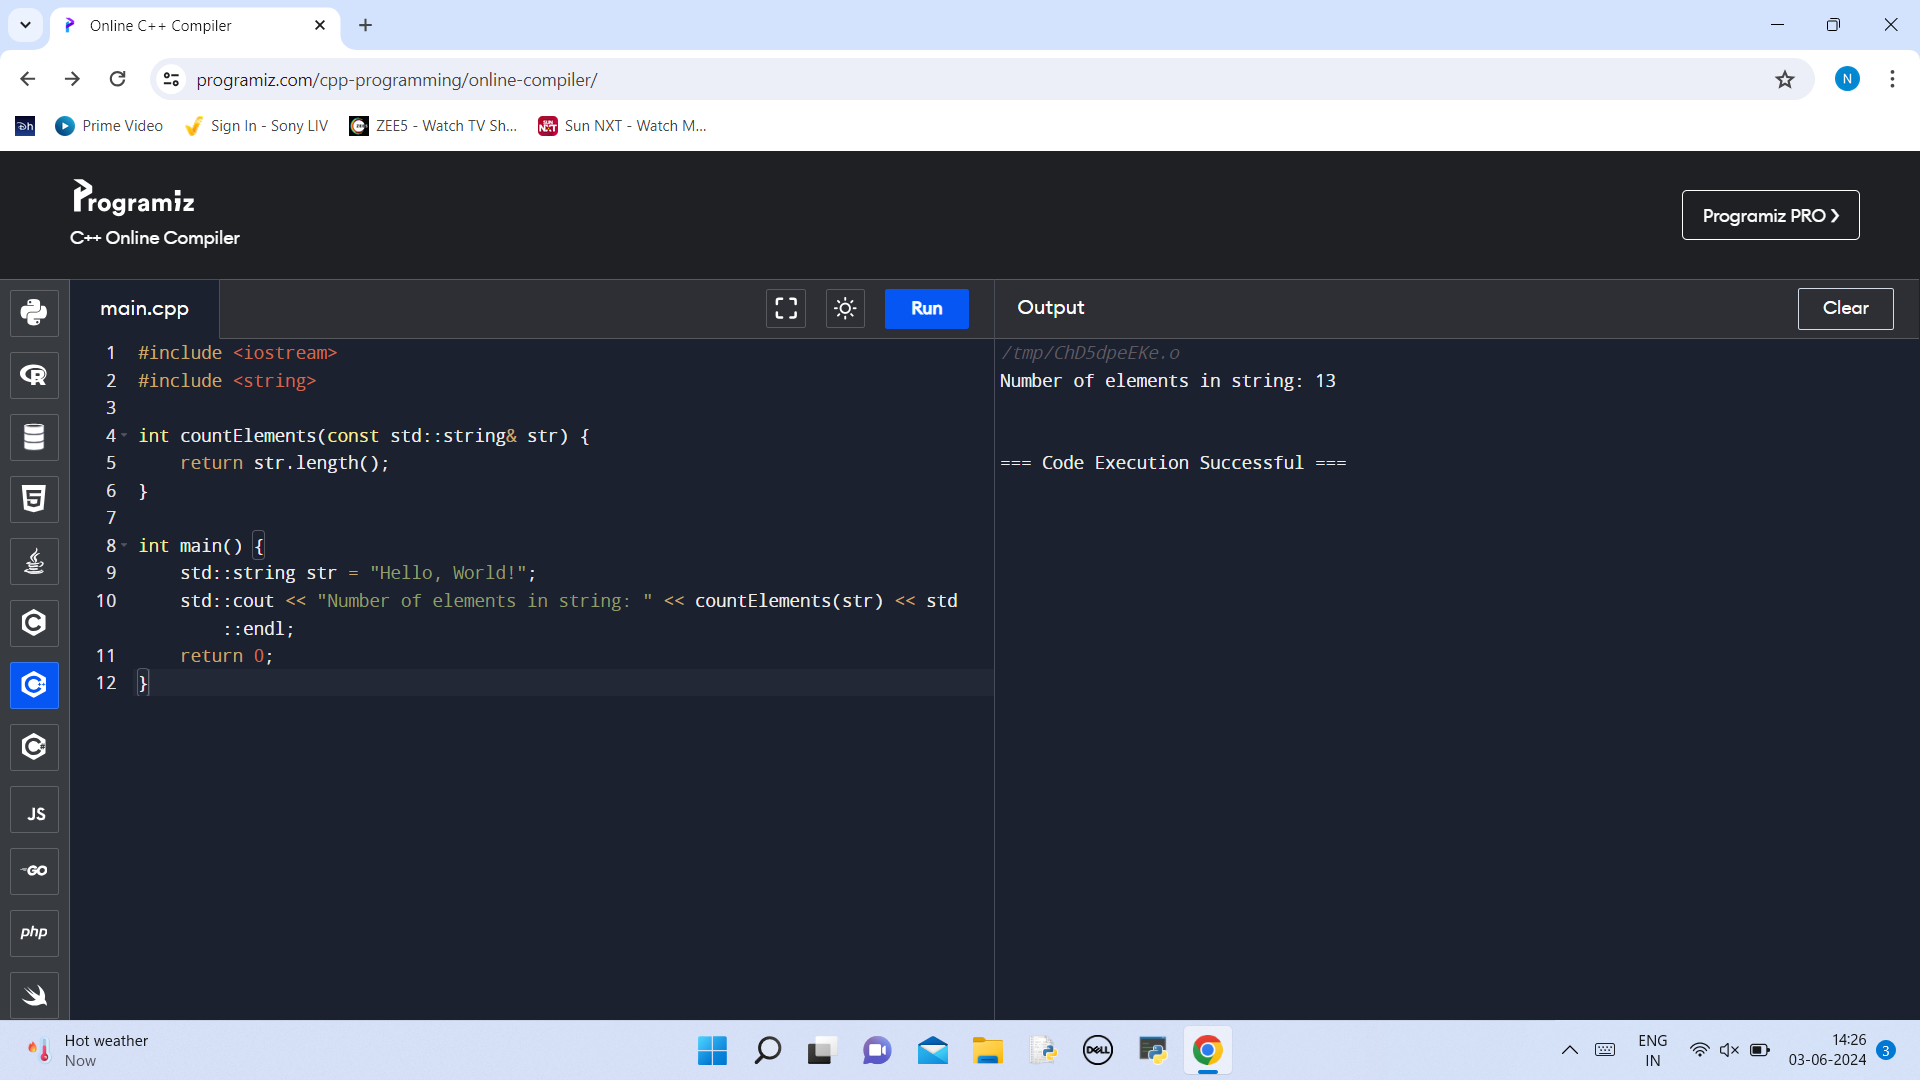 Online C++ Compiler
programiz.com/cpp-programming/online-compiler/
N
Prime Video
Sign In - Sony LIV
ZEE5 - Watch TV Sh...
Sun NXT - Watch M...
Programiz
C++ Online Compiler
Programiz PRO
main.cpp
Run
Output
Clear
1 #include <iostream>
2 #include <string>
3
4 int countElements(const std::string& str) {
5 return str.length();
6 }
7
8 int main() {
9 std::string str = "Hello, World!";
10 std::cout << "Number of elements in string: " << countElements(str) << std
::endl;
11 return 0;
12 }
/tmp/ChD5dpeEKe.o
Number of elements in string: 13
=== Code Execution Successful ===
JS
GO
php
Hot weather
Now
DELL
ENG
IN
14:26
03-06-2024
3